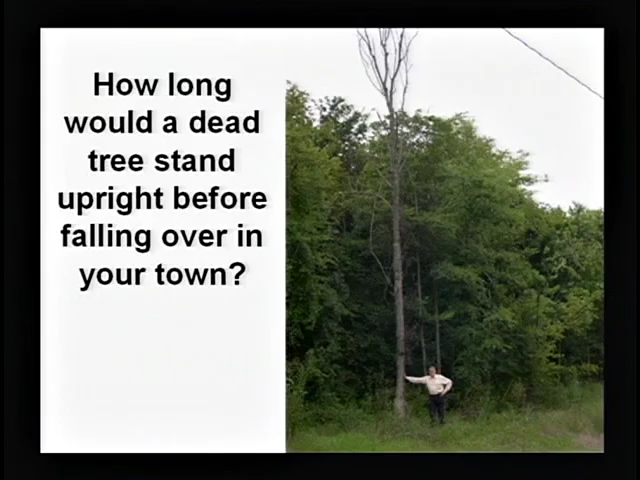 How long
would a dead
tree stand
upright before
falling over in
your town?